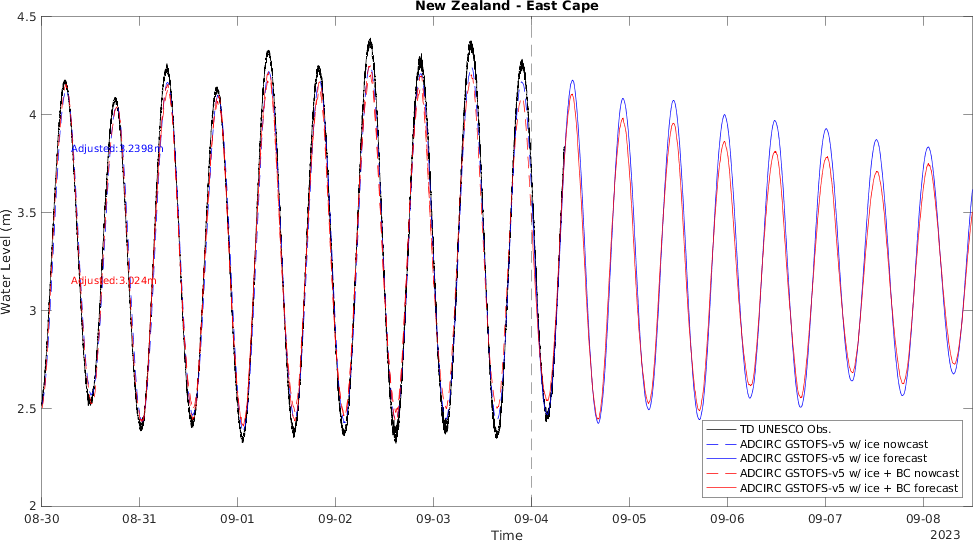 New Zealand - East Cape
4.5
4
3.5
3
2.5
2
Water Level (m)
Adjusted:3.2398m
Adjusted:3.024m
TD UNESCO Obs.
ADCIRC GSTOFS-v5 w/ ice nowcast
ADCIRC GSTOFS-v5 w/ ice forecast
ADCIRC GSTOFS-v5 w/ ice + BC nowcast
ADCIRC GSTOFS-v5 w/ ice + BC forecast
08-30 08-31 09-01 09-02 09-03 09-04 09-05 09-06 09-07 09-08
Time
2023